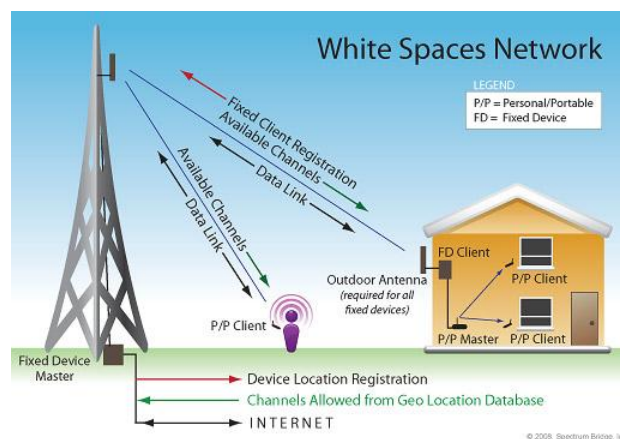 White Spaces Network
LEGEND
P/P = Personal/Portable
FD = Fixed Device
Fixed Client Registration
Available Channels
Data Link
Available Channels
Data Link
FD Client
P/P Client
Outdoor Antenna
(required for all
fixed devices)
P/P Client
P/P Master
P/P Client
Fixed Device
Master
Device Location Registration
Channels Allowed from Geo Location Database
INTERNET
© 2009, Spectrum Bridge,